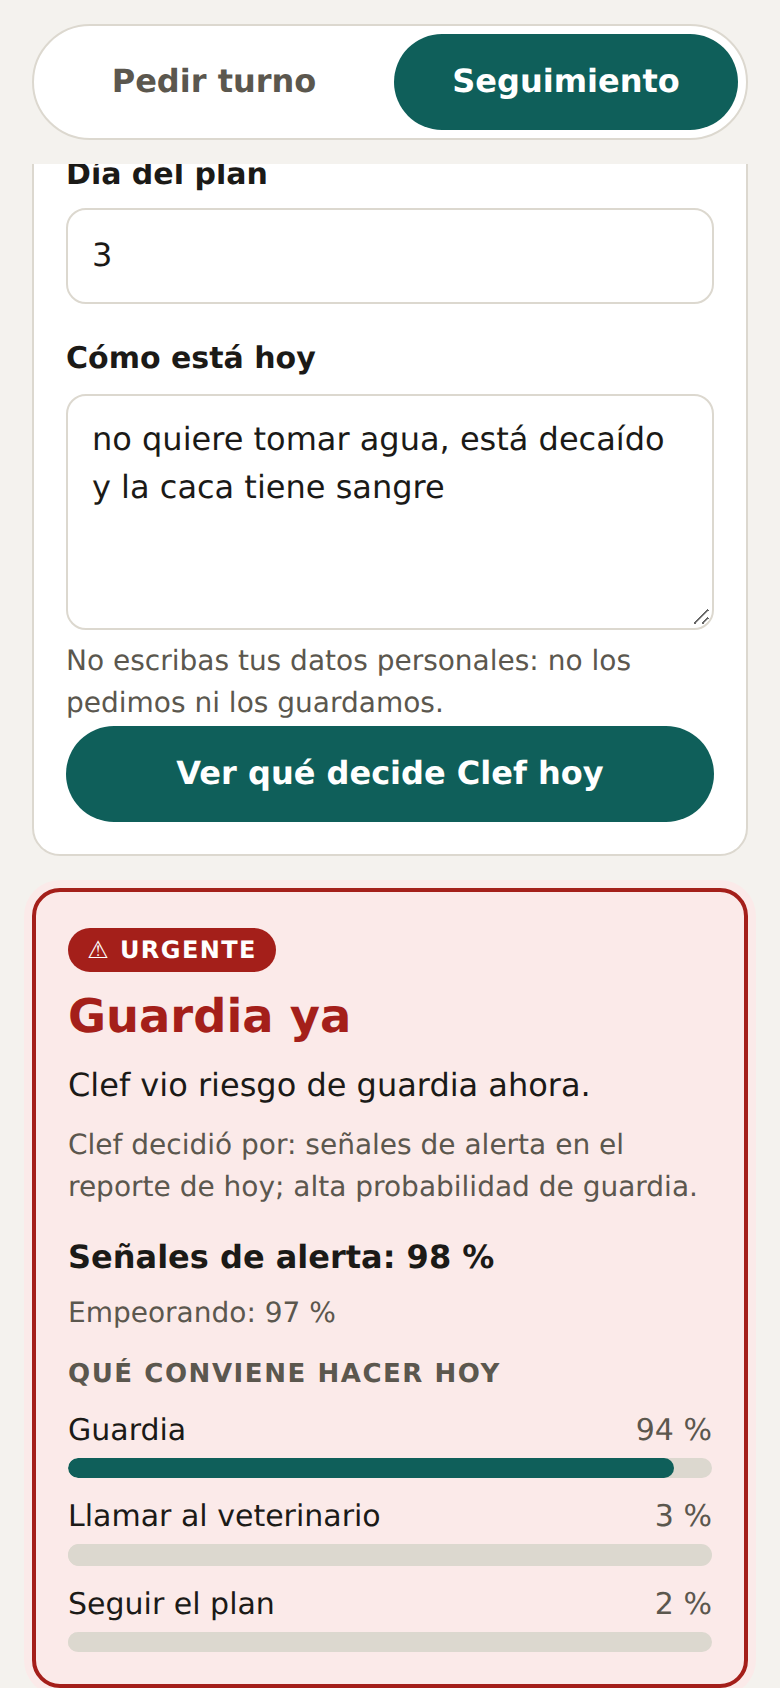 Pedir turno
Seguimiento
Día del plan
3
Cómo está hoy
no quiere tomar agua, está decaído
y la caca tiene sangre
No escribas tus datos personales: no los
pedimos ni los guardamos.
Ver qué decide Clef hoy
⚠ URGENTE
Guardia ya
Clef vio riesgo de guardia ahora.
Clef decidió por: señales de alerta en el
reporte de hoy; alta probabilidad de guardia.
Señales de alerta: 98 %
Empeorando: 97 %
QUÉ CONVIENE HACER HOY
Guardia 94 %
Llamar al veterinario 3 %
Seguir el plan 2 %